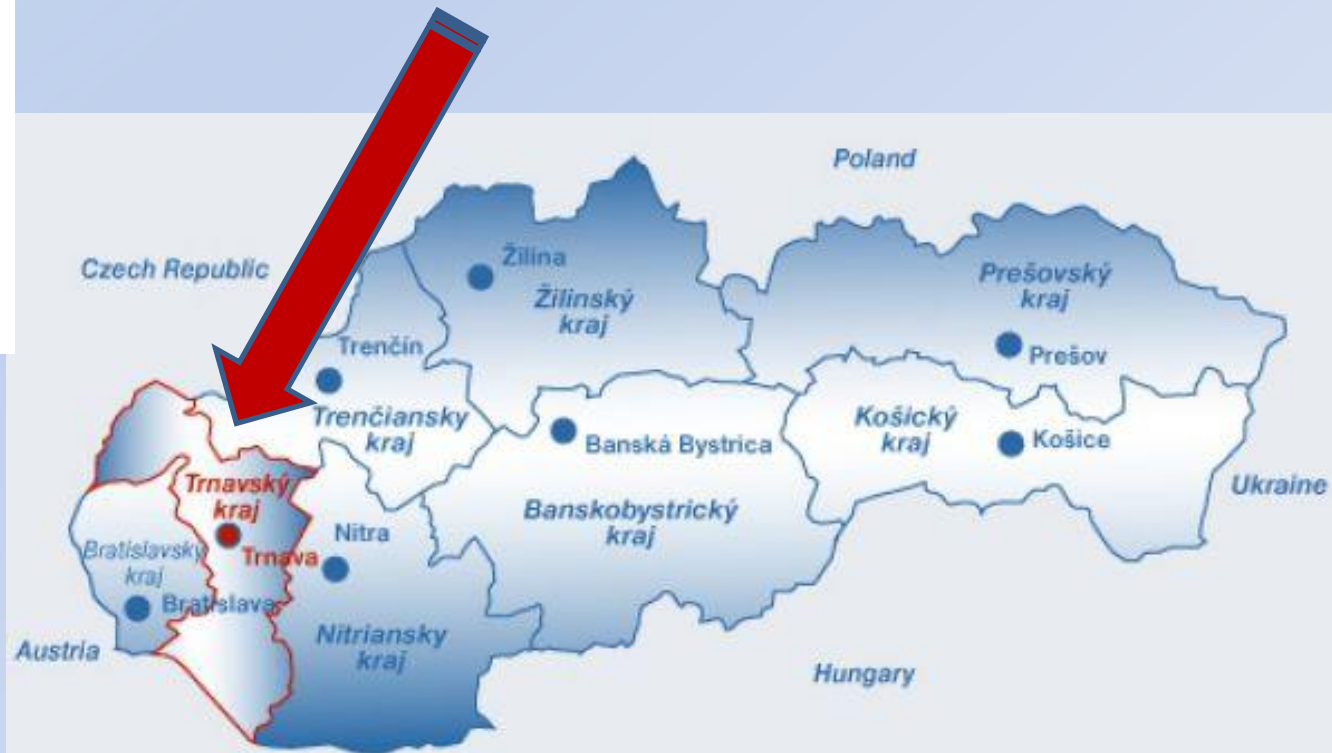 Poland
Czech Republic
Žilina
Žilinský
kraj
Prešovský
kraj
Trenčín
Prešov
Trenčiansky
kraj
Košický
kraj
Košice
Banská Bystrica
Ukraine
Trnavský
kraj
Banskobystrický
kraj
Nitra
Trnava
Bratislavský
kraj
Bratislava
Nitriansky
kraj
Austria
Hungary